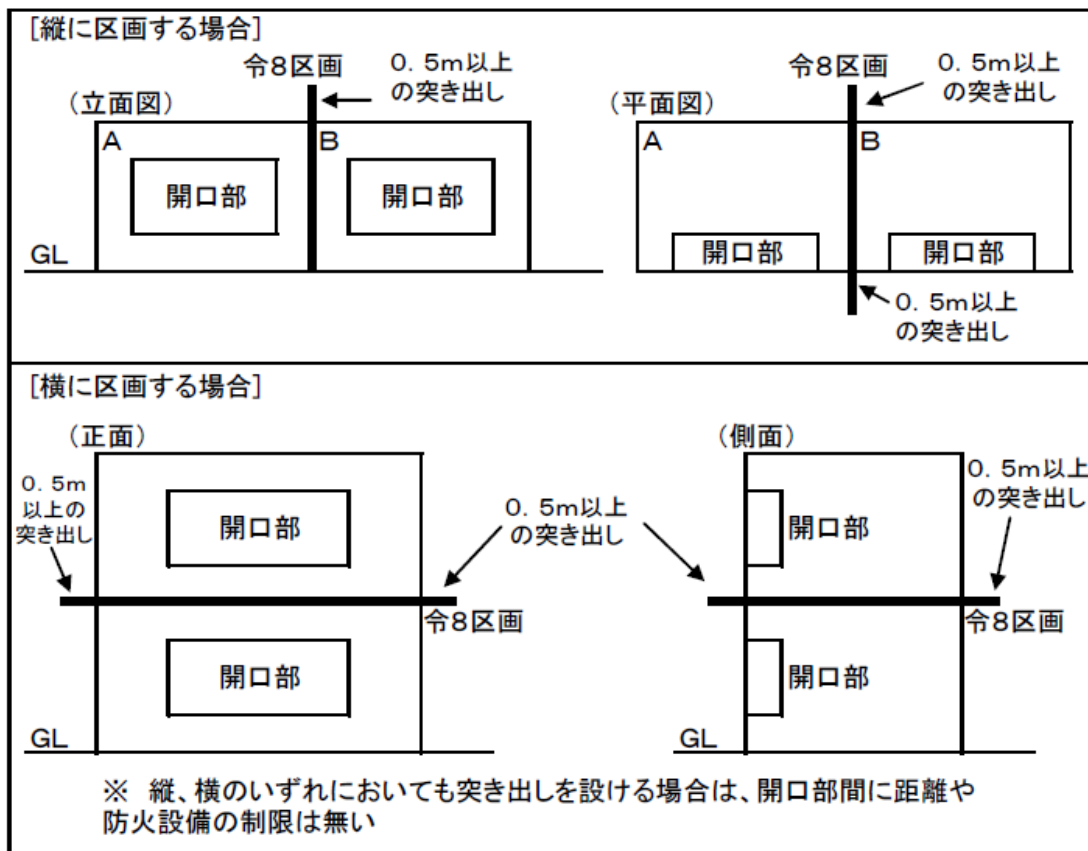 [縦に区画する場合]
令8区画
0.5m以上
の突き出し
(立面図)
A
B
開口部
開口部
GL
令8区画
0.5m以上
の突き出し
(平面図)
A
B
開口部
開口部
0.5m以上
の突き出し
[横に区画する場合]
(正面)
0.5m
以上の
突き出し
開口部
0.5m以上
の突き出し
令8区画
開口部
GL
(側面)
0.5m以上
の突き出し
開口部
令8区画
開口部
GL
※ 縦、横のいずれにおいても突き出しを設ける場合は、開口部間に距離や
防火設備の制限は無い